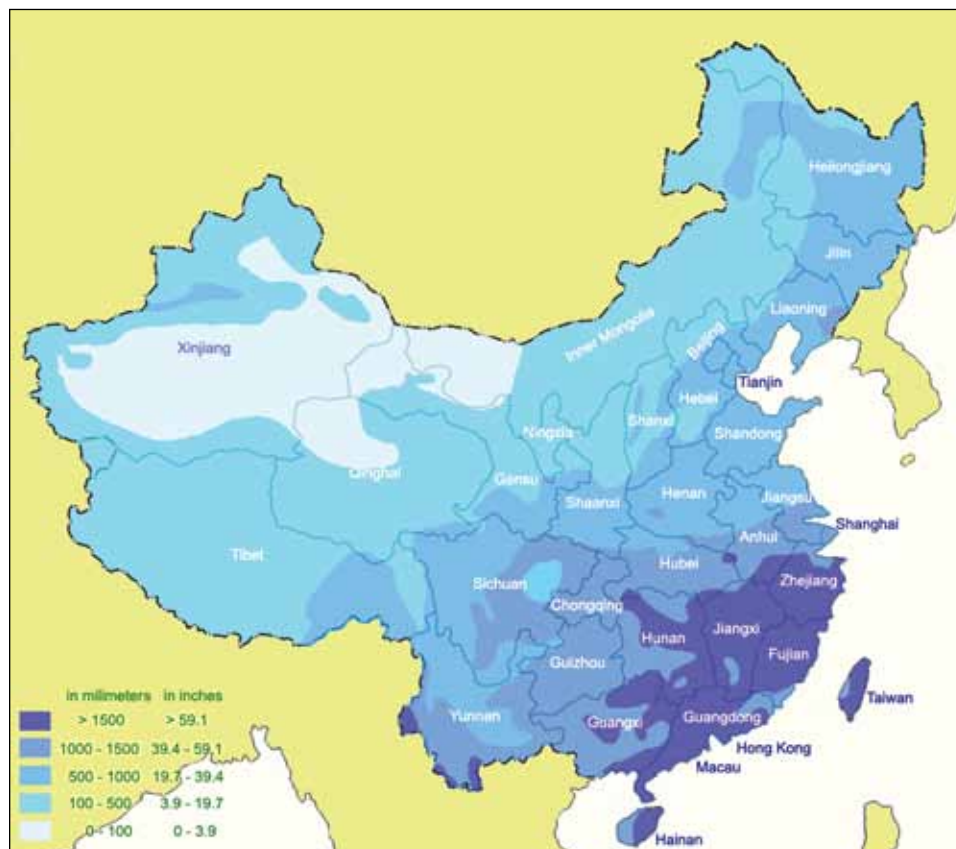 Heilongjiang
Jilin
Liaoning
Inner Mongolia
Beijing
Tianjin
Xinjiang
Hebei
Shanxi
Shandong
Ningxia
Qinghai
Gansu
Shaanxi
Henan
Jiangsu
Shanghai
Anhui
Tibet
Hubei
Sichuan
Zhejiang
Chongqing
Hunan
Jiangxi
Guizhou
Fujian
Taiwan
Yunnan
Guangxi
Guangdong
Hong Kong
Macau
Hainan
in milimeters in inches
> 1500 > 59.1
1000 - 1500 39.4 - 59.1
500 - 1000 19.7 - 39.4
100 - 500 3.9 - 19.7
0 - 100 0 - 3.9